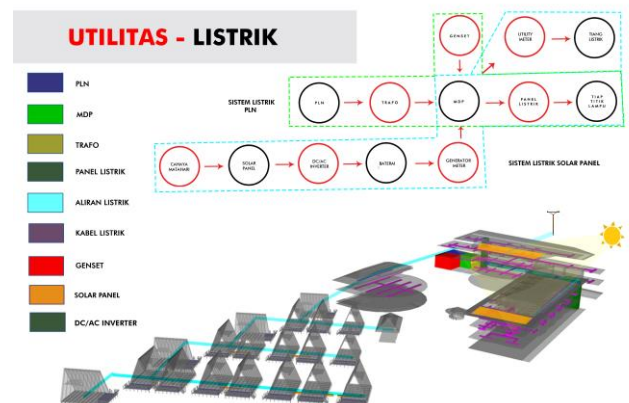 UTILITAS - LISTRIK
PLN
MDP
TRAFO
PANEL LISTRIK
ALIRAN LISTRIK
KABEL LISTRIK
GENSET
SOLAR PANEL
DC/AC INVERTER
GENSET
UTILITY
METER
TIANG
LISTRIK
SISTEM LISTRIK
PLN
PLN
TRAFO
MDP
PANEL
LISTRIK
TIAP
TITIK
LAMPU
CAHAYA
MATAHARI
SOLAR
PANEL
DC/AC
INVERTER
BATERAI
GENERATOR
METER
SISTEM LISTRIK SOLAR PANEL